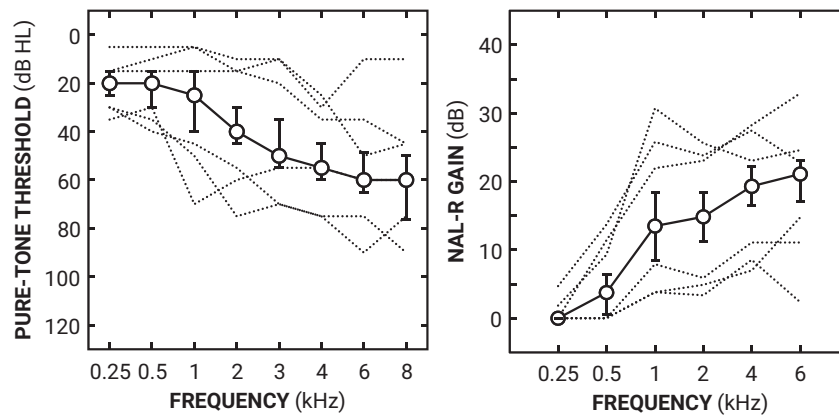 PURE-TONE THRESHOLD (dB HL)
0
20
40
60
80
100
120
0.25 0.5 1 2 3 4 6 8
FREQUENCY (kHz)
NAL-R GAIN (dB)
40
30
20
10
0
0.25 0.5 1 2 4 6
FREQUENCY (kHz)